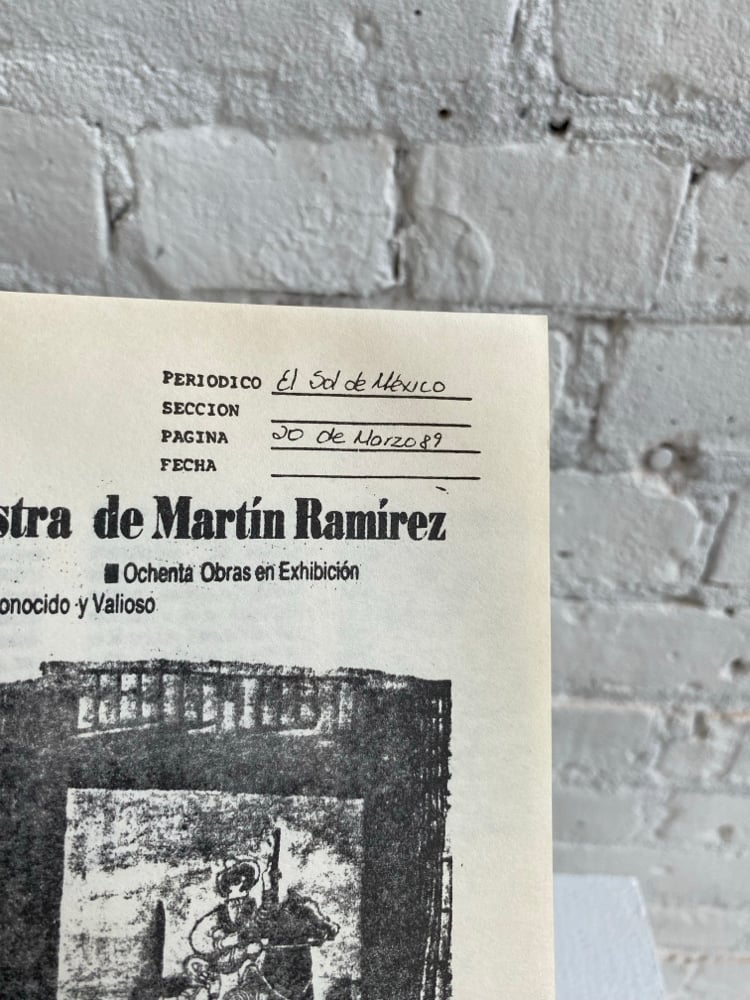 PERIODICO El Sol de México
SECCION
PAGINA 20 de Marzo 89
FECHA
stra de Martín Ramírez
■ Ochenta Obras en Exhibición
onocido y Valioso